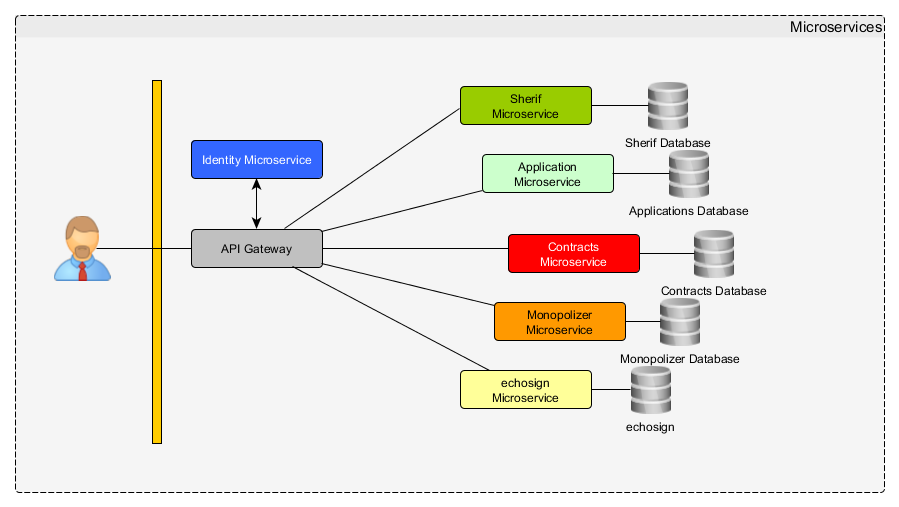 Microservices
Sherif
Microservice
Sherif Database
Identity Microservice
Application
Microservice
Applications Database
API Gateway
Contracts
Microservice
Contracts Database
Monopolizer
Microservice
Monopolizer Database
echosign
Microservice
echosign